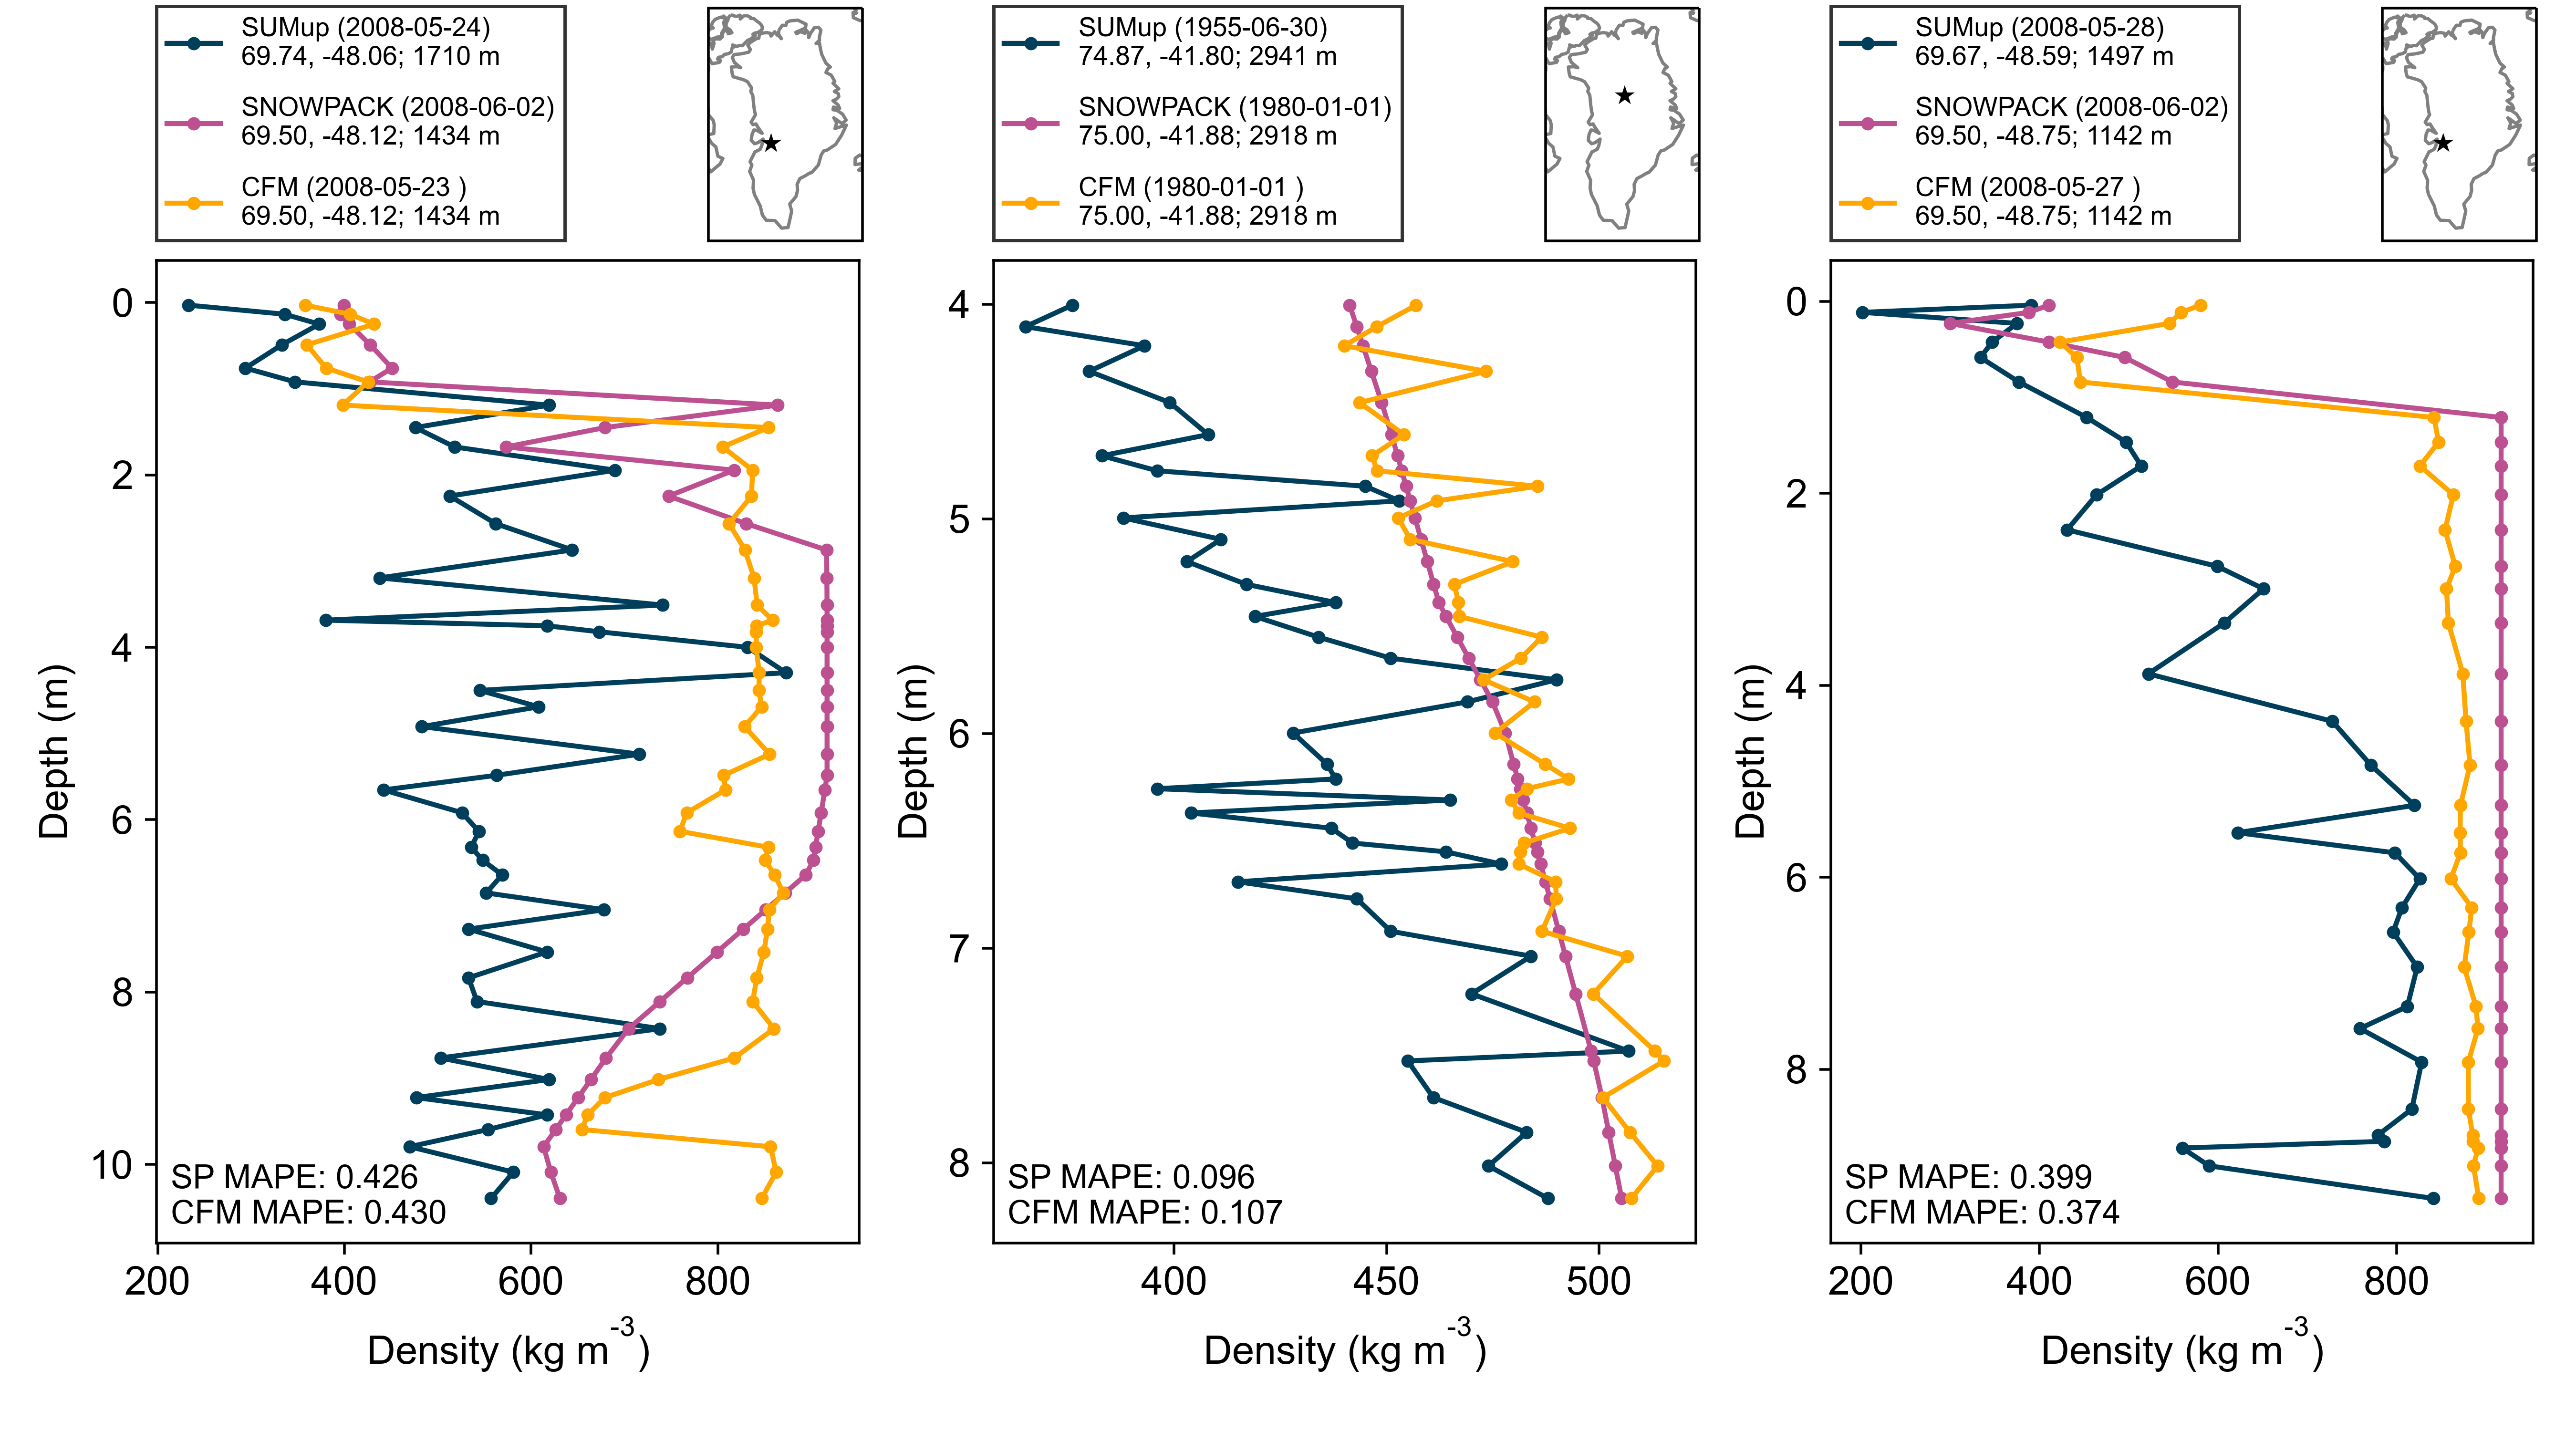 SUMup (2008-05-24)
69.74, -48.06; 1710 m
SNOWPACK (2008-06-02)
69.50, -48.12; 1434 m
CFM (2008-05-23 )
69.50, -48.12; 1434 m
0
2
4
6
8
10
Depth (m)
SP MAPE: 0.426
CFM MAPE: 0.430
200 400 600 800
Density (kg m⁻³)
SUMup (1955-06-30)
74.87, -41.80; 2941 m
SNOWPACK (1980-01-01)
75.00, -41.88; 2918 m
CFM (1980-01-01 )
75.00, -41.88; 2918 m
4
5
6
7
8
Depth (m)
SP MAPE: 0.096
CFM MAPE: 0.107
400 450 500
Density (kg m⁻³)
SUMup (2008-05-28)
69.67, -48.59; 1497 m
SNOWPACK (2008-06-02)
69.50, -48.75; 1142 m
CFM (2008-05-27 )
69.50, -48.75; 1142 m
0
2
4
6
8
Depth (m)
SP MAPE: 0.399
CFM MAPE: 0.374
200 400 600 800
Density (kg m⁻³)